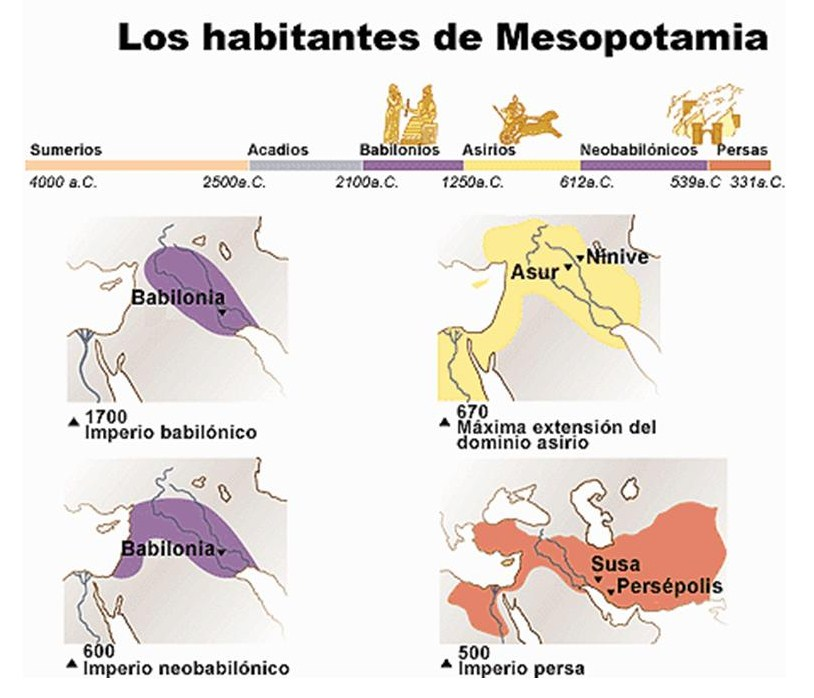 Los habitantes de Mesopotamia
Sumerios Acadios Babilonios Asirios Neobabilónicos Persas
4000 a.C. 2500a.C. 2100a.C. 1250a.C. 612a.C. 539a.C 331a.C.
Babilonia
Nínive
Asur
1700
Imperio babilónico
670
Máxima extensión del
dominio asirio
Babilonia
Susa
Persépolis
600
Imperio neobabilónico
500
Imperio persa